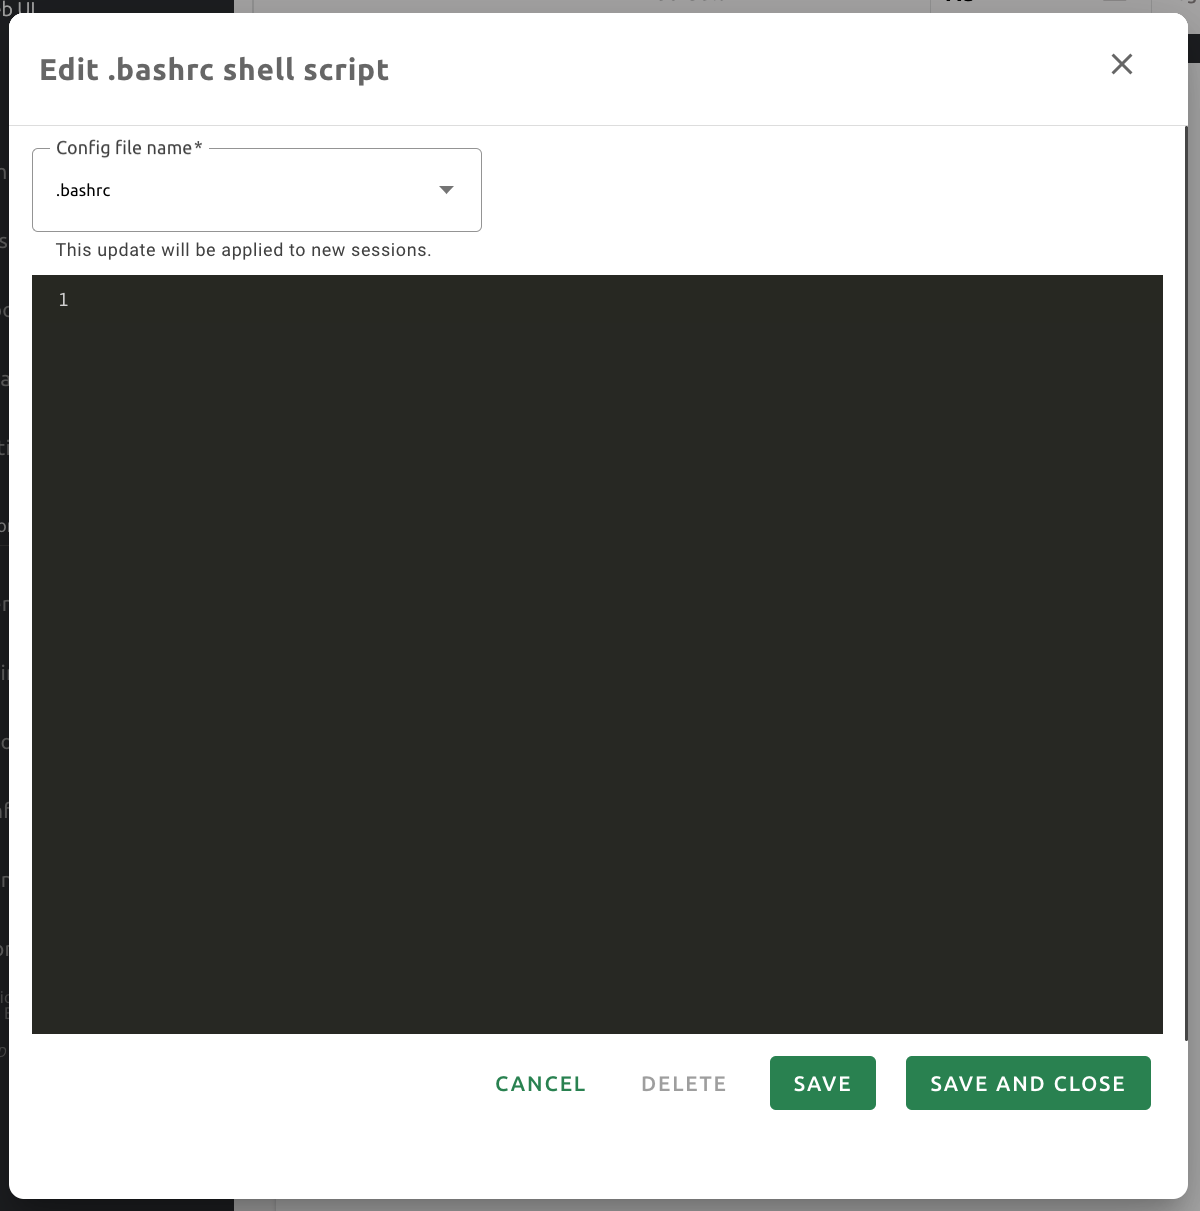 Edit .bashrc shell script
Config file name*
.bashrc
This update will be applied to new sessions.
1
CANCEL
DELETE
SAVE
SAVE AND CLOSE